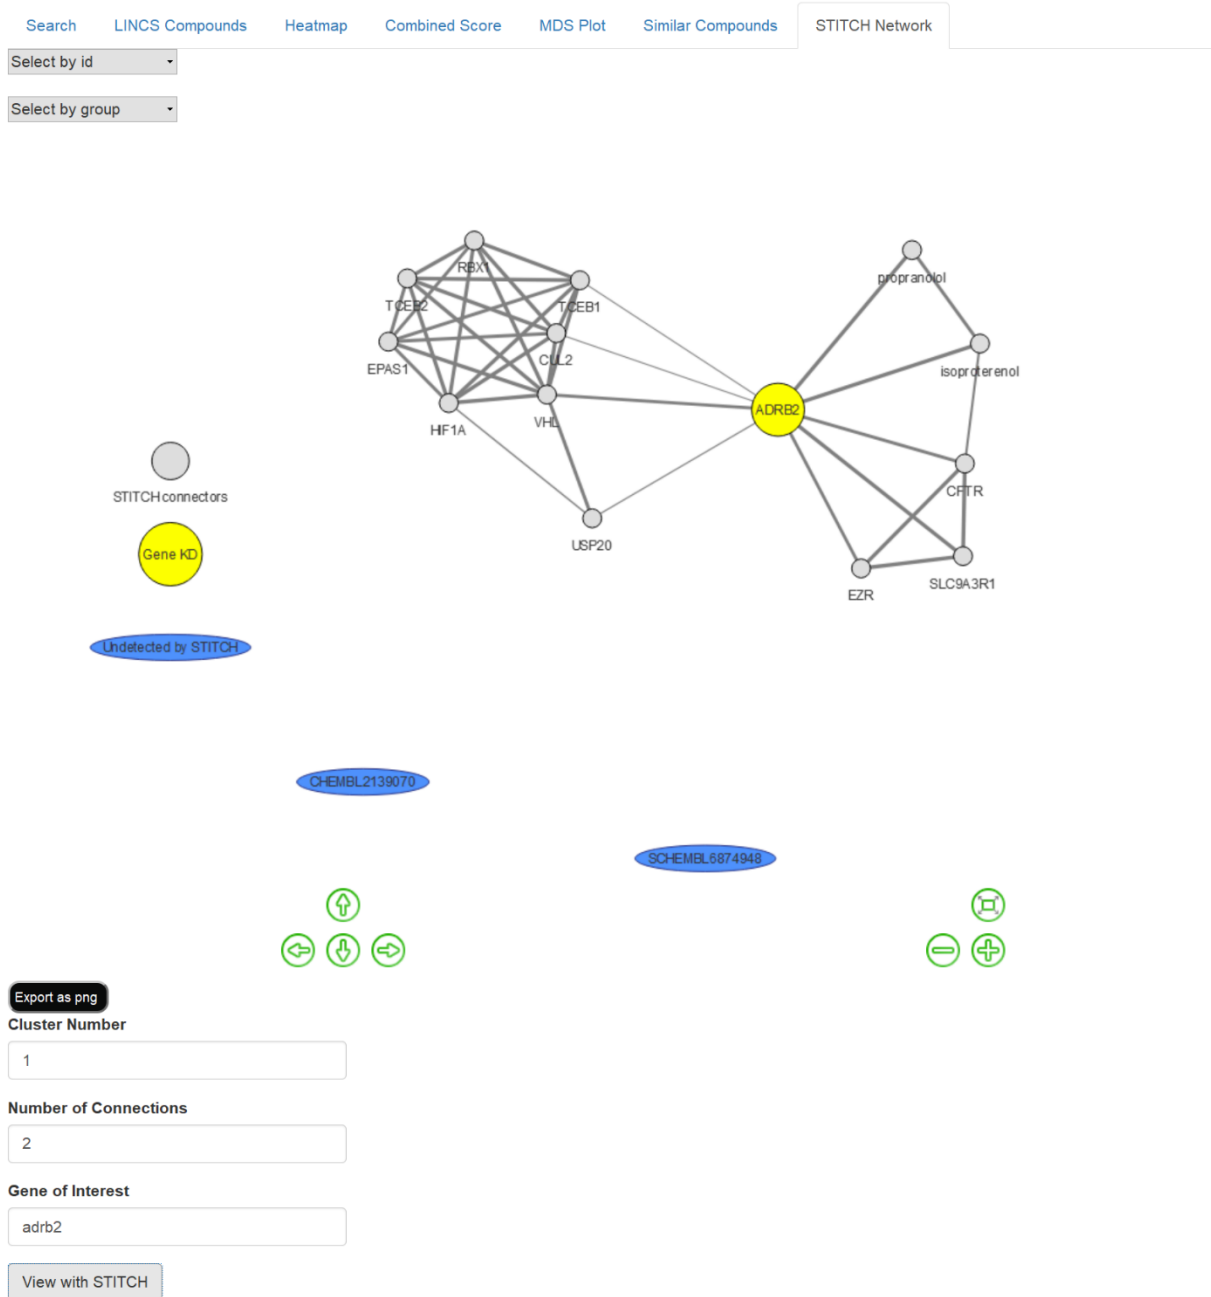 Search LINCS Compounds Heatmap Combined Score MDS Plot Similar Compounds STITCH Network
Select by id
Select by group
RBX1
propranolol
TCEB2
TCEB1
CUL2
EPAS1
isoproterenol
ADRB2
VHL
HIF1A
CFTR
STITCH connectors
USP20
Gene KD
SLC9A3R1
EZR
Undetected by STITCH
CHEMBL2139070
SCHEMBL6874948
Export as png
Cluster Number
1
Number of Connections
2
Gene of Interest
adrb2
View with STITCH